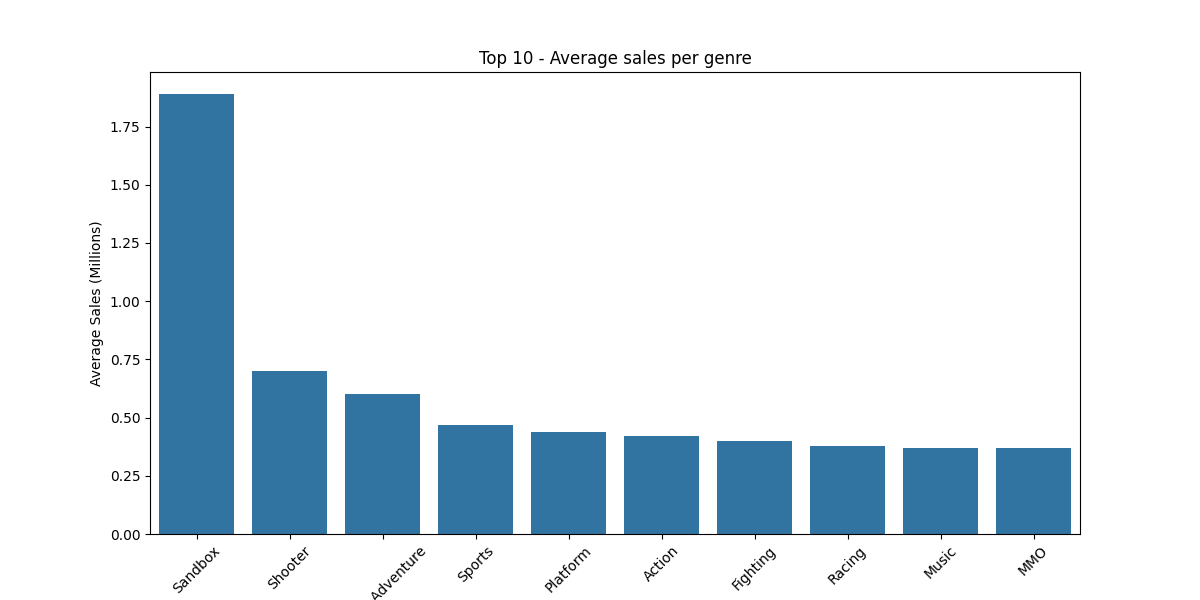 Top 10 - Average sales per genre
Average Sales (Millions)
1.75
1.50
1.25
1.00
0.75
0.50
0.25
0.00
Sandbox
Shooter
Adventure
Sports
Platform
Action
Fighting
Racing
Music
MMO